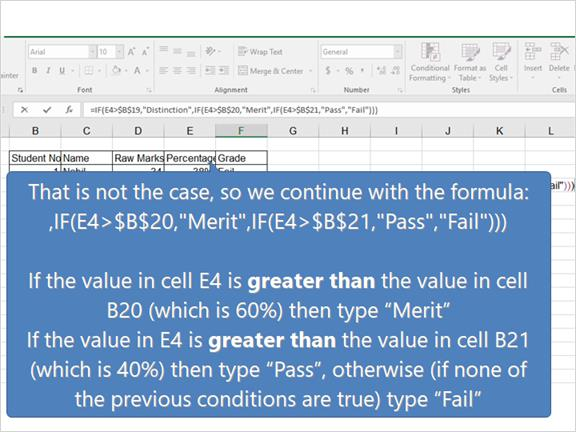 Arial 10
General
Wrap Text
Merge & Center
Conditional Formatting Format as Table Cell Styles
Insert Delete
ainter
B I U
$ % ,
Font Alignment Number Styles Cells
=IF(E4>$B$19,"Distinction",IF(E4>$B$20,"Merit",IF(E4>$B$21,"Pass","Fail")))
B C D E F G H I J K L
Student No Name Raw Marks Percentage Grade
That is not the case, so we continue with the formula:
,IF(E4>$B$20,"Merit",IF(E4>$B$21,"Pass","Fail")))
If the value in cell E4 is greater than the value in cell
B20 (which is 60%) then type “Merit”
If the value in E4 is greater than the value in cell B21
(which is 40%) then type “Pass”, otherwise (if none of
the previous conditions are true) type “Fail”